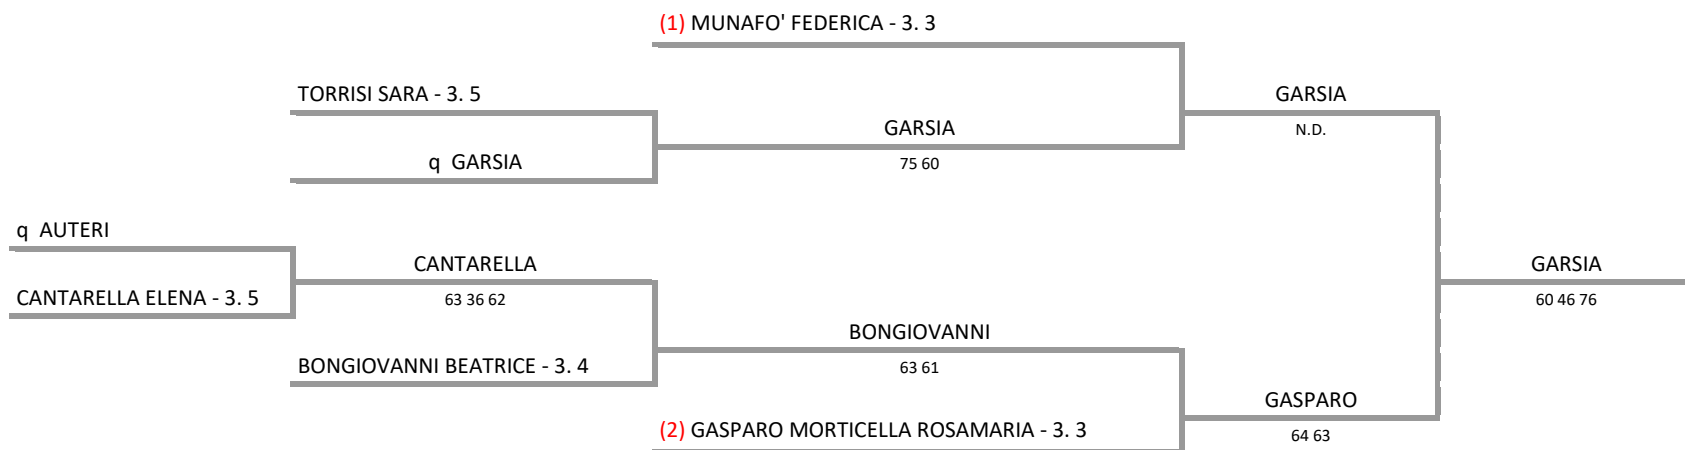 (1) MUNAFO' FEDERICA - 3. 3
TORRISI SARA - 3. 5
GARSIA
N.D.
GARSIA
75 60
q GARSIA
q AUTERI
CANTARELLA
63 36 62
GARSIA
60 46 76
CANTARELLA ELENA - 3. 5
BONGIOVANNI
63 61
BONGIOVANNI BEATRICE - 3. 4
GASPARO
64 63
(2) GASPARO MORTICELLA ROSAMARIA - 3. 3